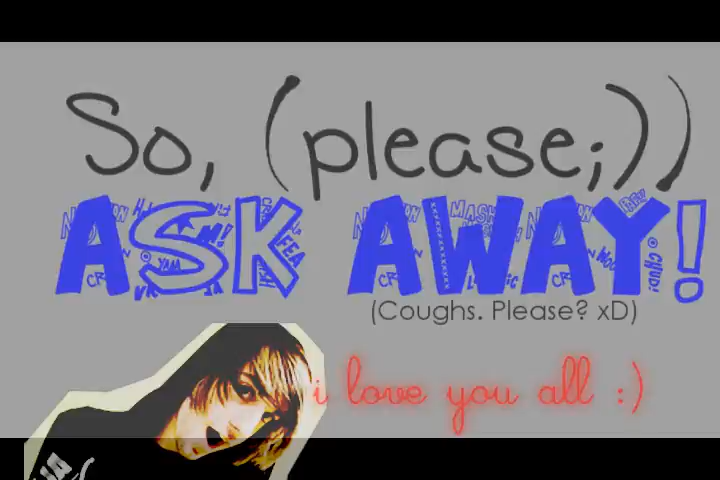 So, (please;))
ASK AWAY!
(Coughs. Please? xD)
i love you all :)